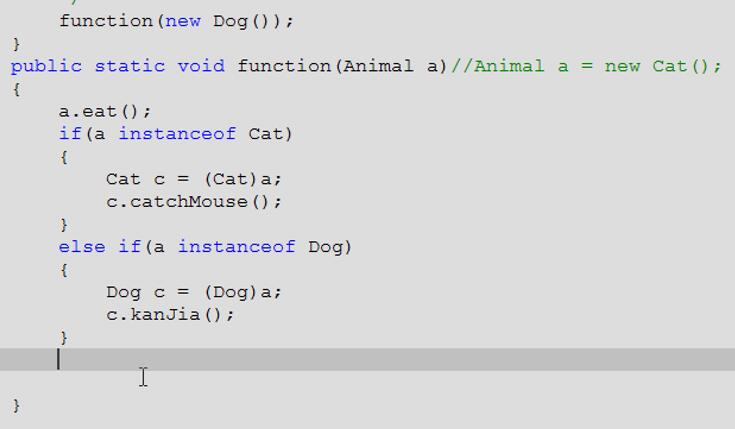 function(new Dog());
}
public static void function(Animal a)//Animal a = new Cat();
{
a.eat();
if(a instanceof Cat)
{
Cat c = (Cat)a;
c.catchMouse();
}
else if(a instanceof Dog)
{
Dog c = (Dog)a;
c.kanJia();
}
}